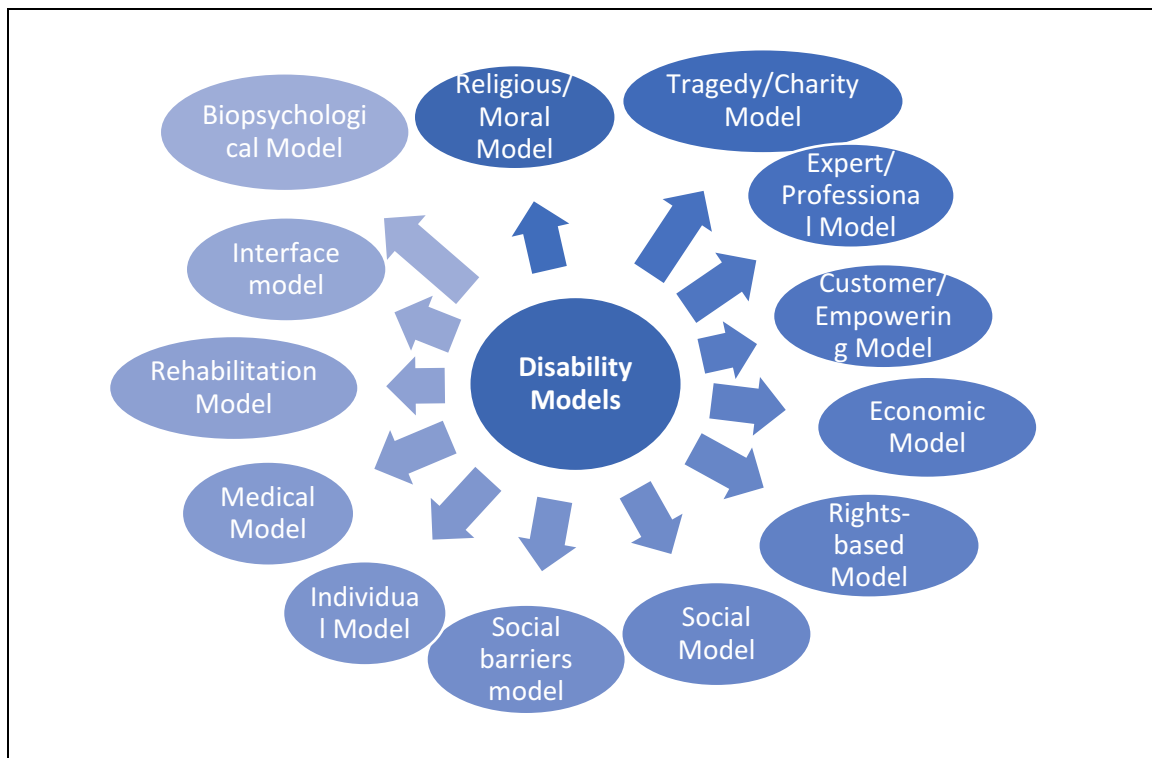 Disability
Models
Religious/
Moral
Model
Tragedy/Charity
Model
Expert/
Professiona
l Model
Customer/
Empowerin
g Model
Economic
Model
Rights-
based
Model
Social
Model
Social
barriers
model
Individua
l Model
Medical
Model
Rehabilitation
Model
Interface
model
Biopsychologi
cal Model